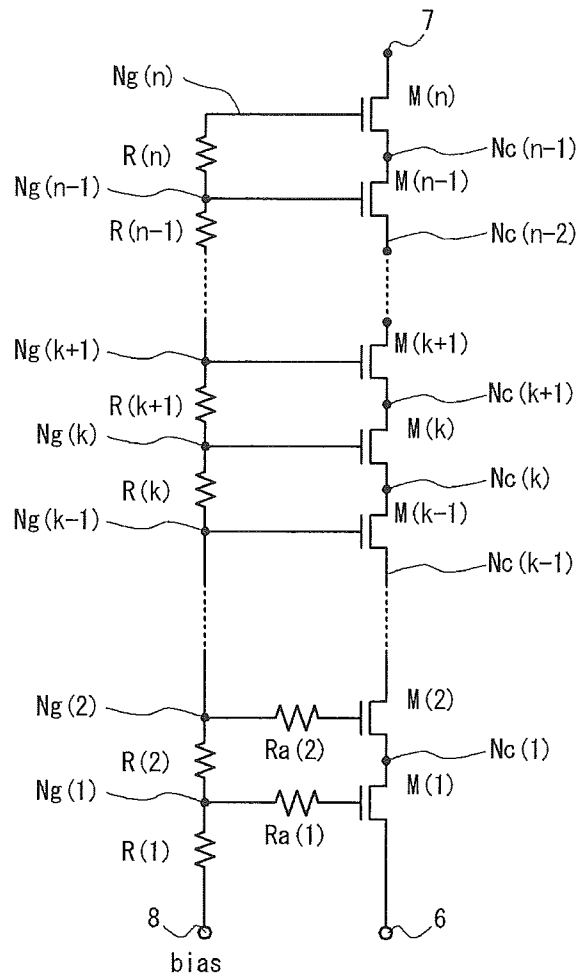 7
Ng(n)
M(n)
R(n)
Nc(n-1)
Ng(n-1)
M(n-1)
R(n-1)
Nc(n-2)
Ng(k+1)
M(k+1)
R(k+1)
Nc(k+1)
Ng(k)
M(k)
R(k)
Nc(k)
Ng(k-1)
M(k-1)
Nc(k-1)
Ng(2)
M(2)
Ra(2)
R(2)
Nc(1)
Ng(1)
M(1)
Ra(1)
R(1)
8
6
bias